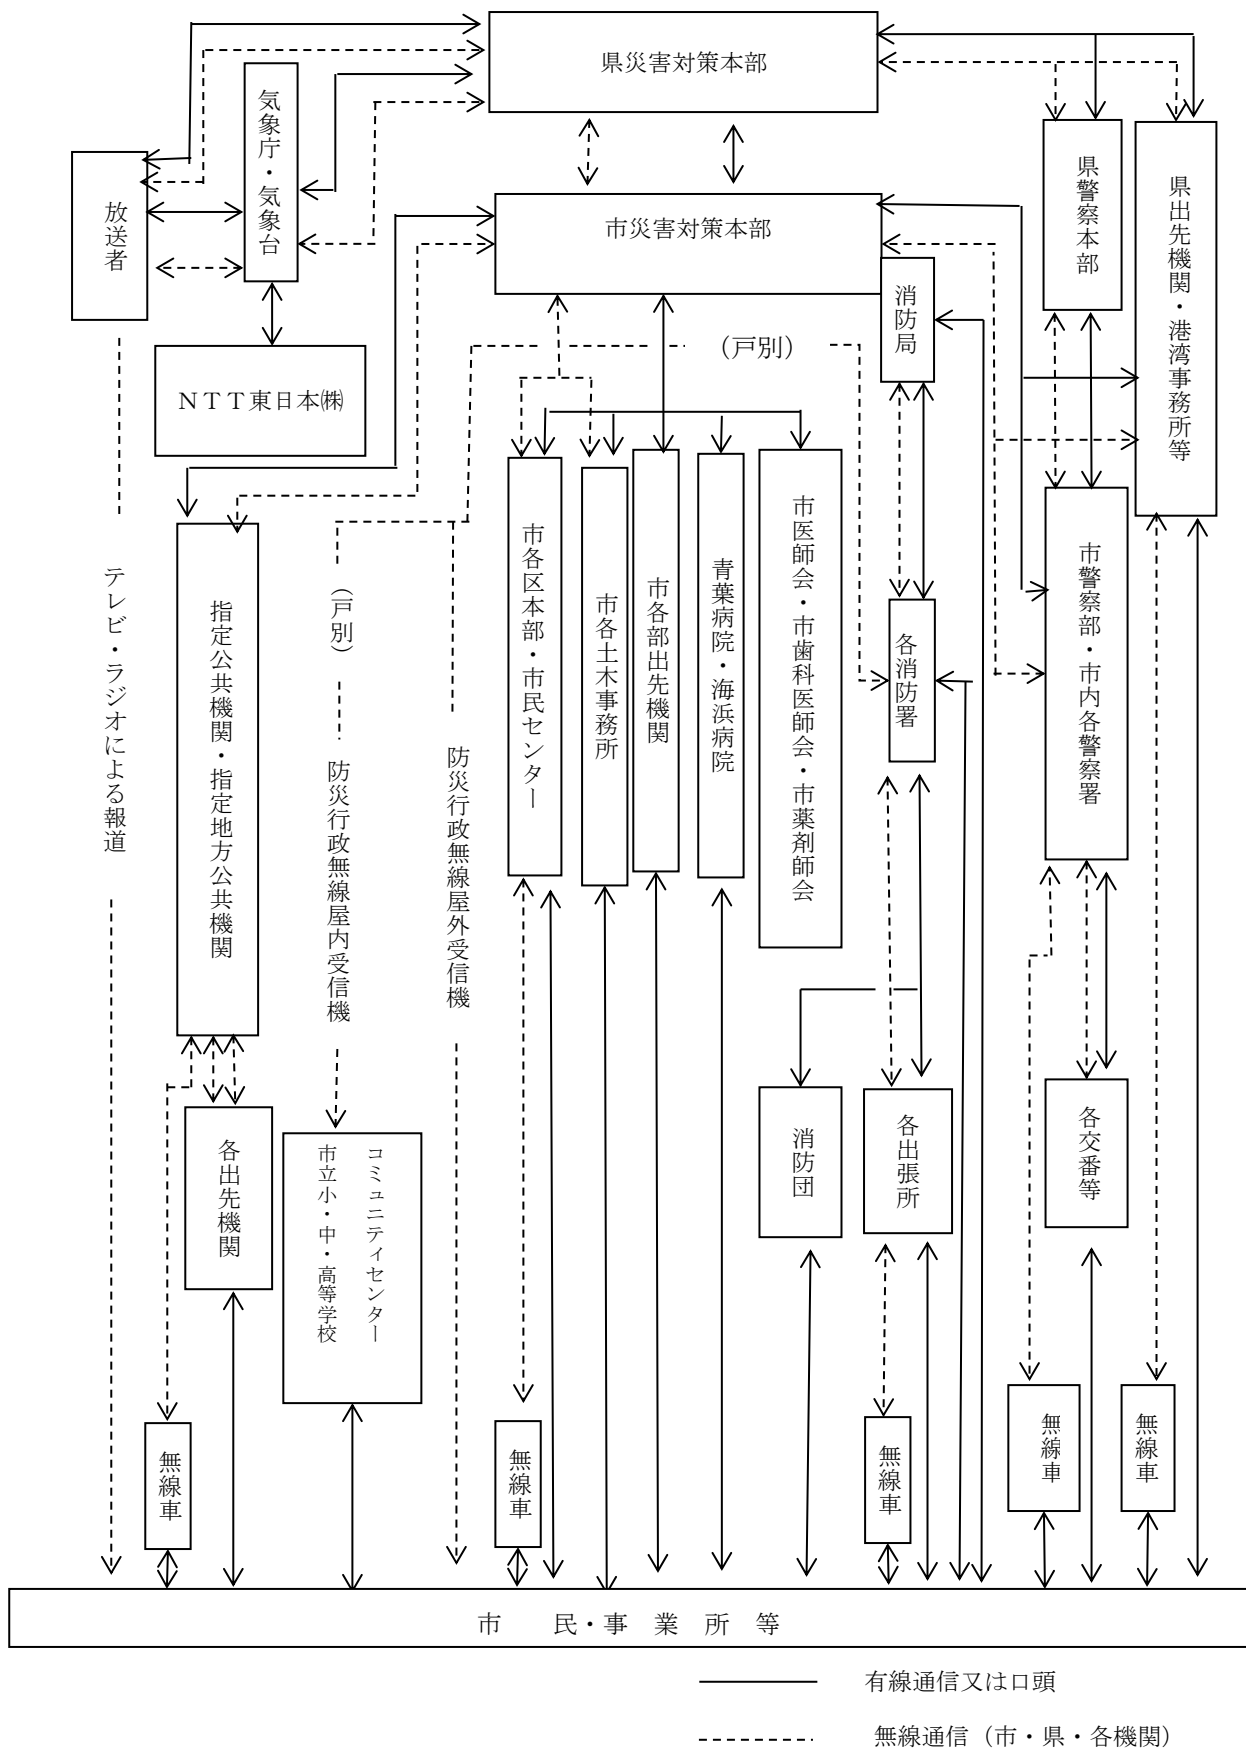 県災害対策本部
気象庁・気象台
県警察本部
県出先機関・港湾事務所等
放送者
市災害対策本部
消防局
（戸別）
ＮＴＴ東日本㈱
テレビ・ラジオによる報道
指定公共機関・指定地方公共機関
（戸別）
防災行政無線屋内受信機
防災行政無線屋外受信機
市各区本部・市民センター
市各土木事務所
市各部出先機関
青葉病院・海浜病院
市医師会・市歯科医師会・市薬剤師会
各消防署
市警察部・市内各警察署
各出先機関
コミュニティセンター
市立小・中・高等学校
消防団
各出張所
各交番等
無線車
無線車
無線車
無線車
無線車
市　民・事　業　所　等
有線通信又は口頭
無線通信（市・県・各機関）